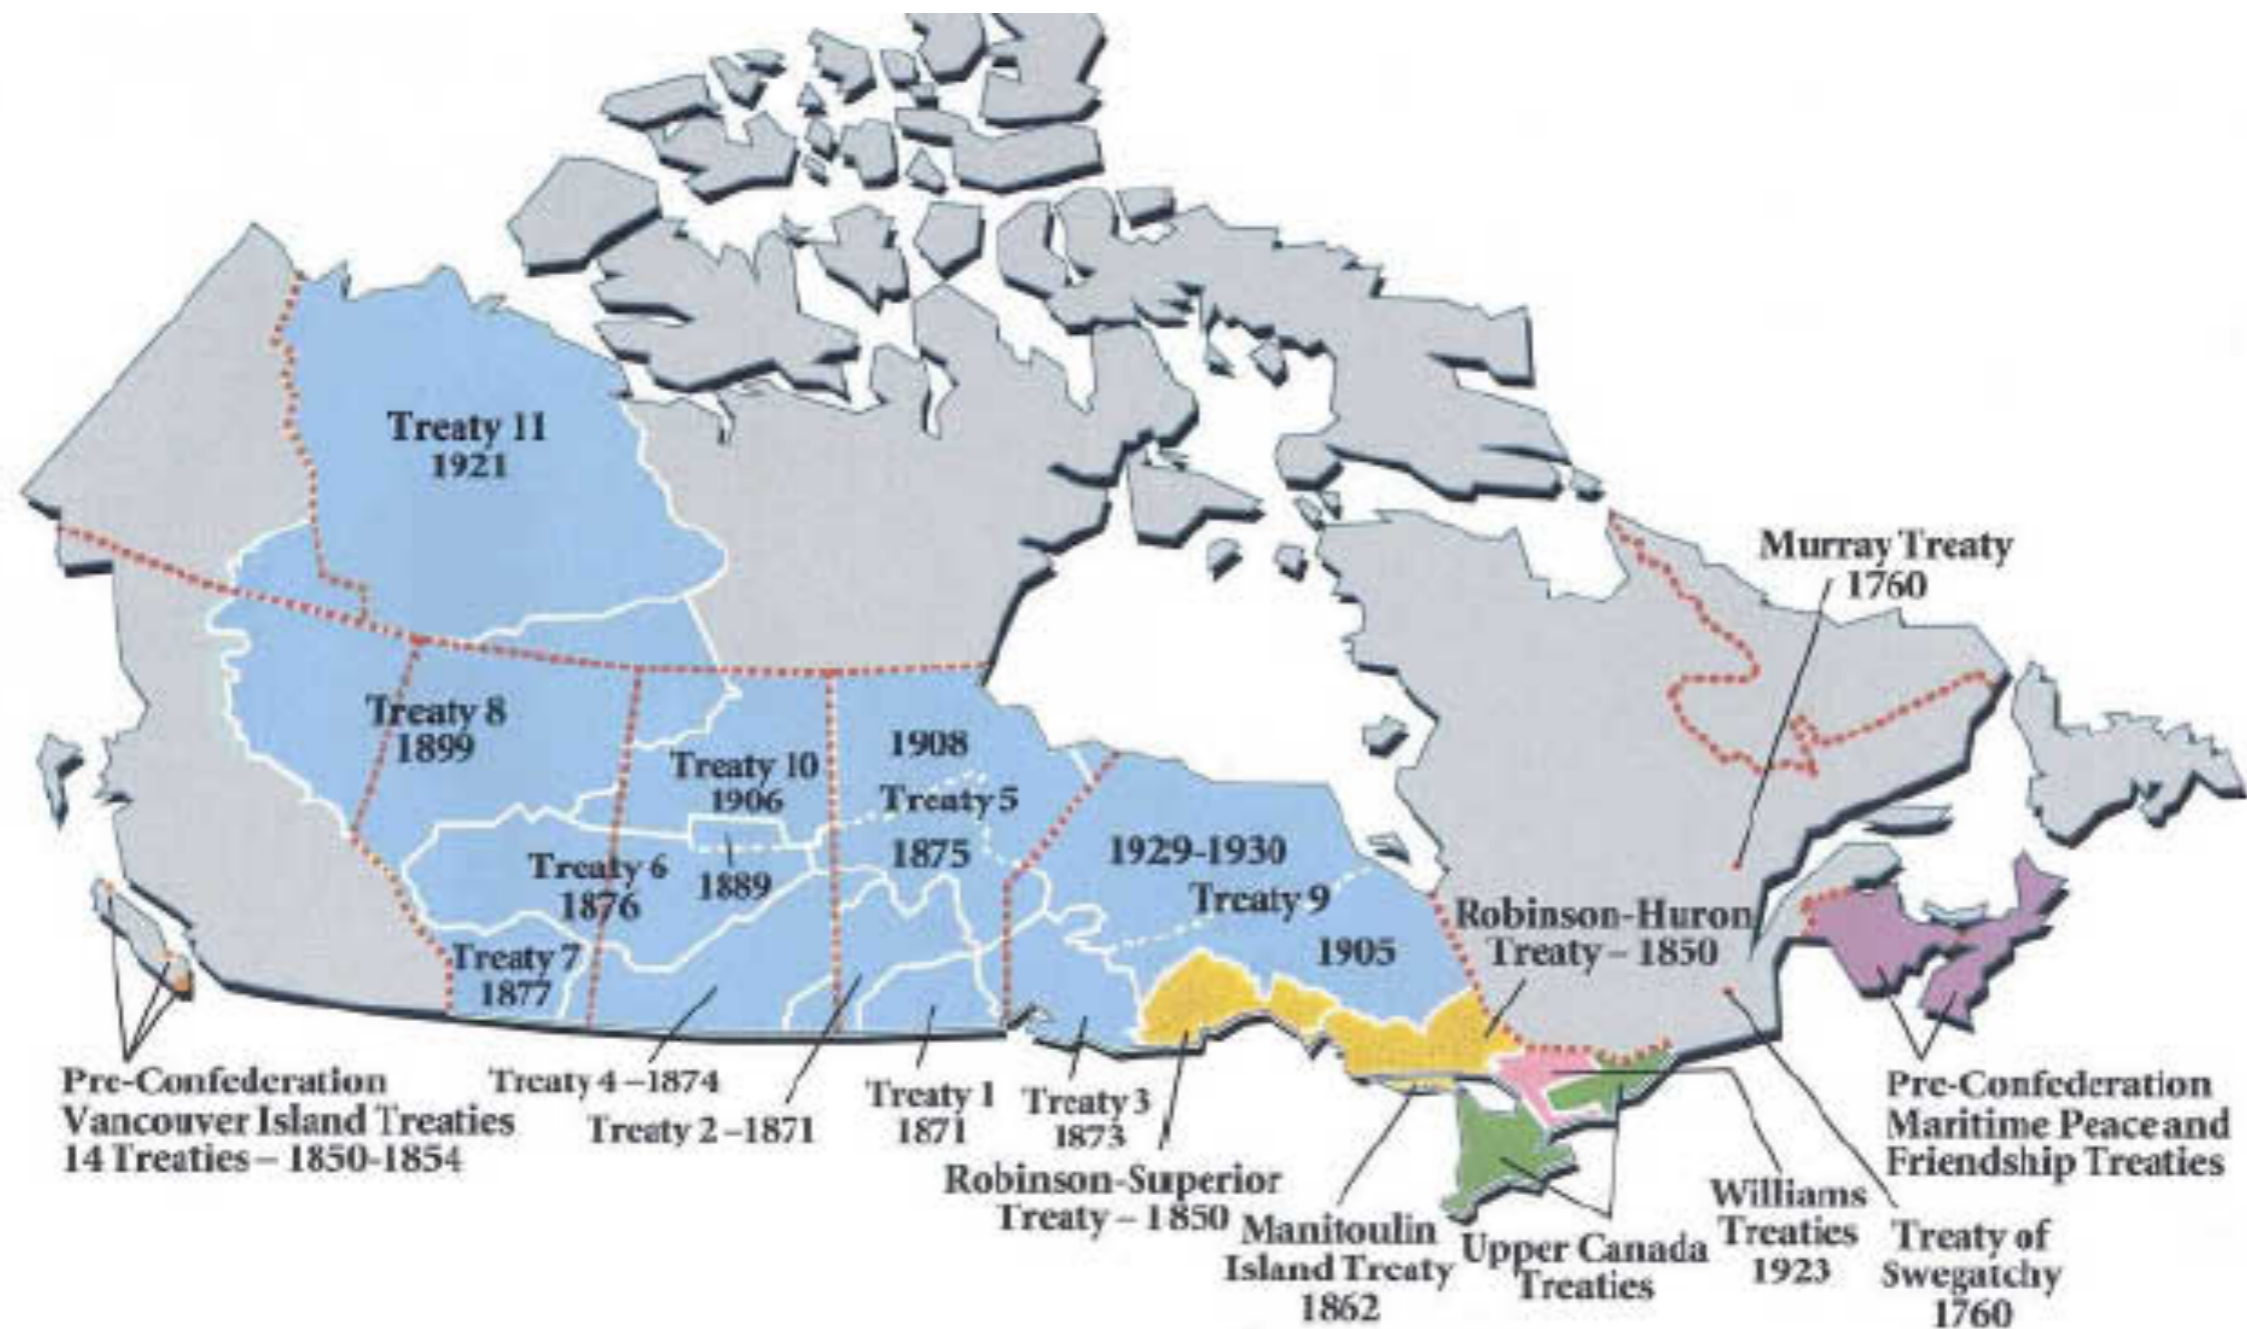 Treaty 11
1921
Murray Treaty
1760
Treaty 8
1899
Treaty 10
1906
1908
Treaty 5
1875
1929-1930
Treaty 9
1905
Treaty 6
1876
1889
Robinson-Huron
Treaty – 1850
Treaty 7
1877
Pre-Confederation
Vancouver Island Treaties
14 Treaties – 1850-1854
Treaty 4 – 1874
Treaty 2 – 1871
Treaty 1
1871
Treaty 3
1873
Robinson-Superior
Treaty – 1850
Manitoulin
Island Treaty
1862
Upper Canada
Treaties
Williams
Treaties
1923
Treaty of
Swegatchy
1760
Pre-Confederation
Maritime Peace and
Friendship Treaties